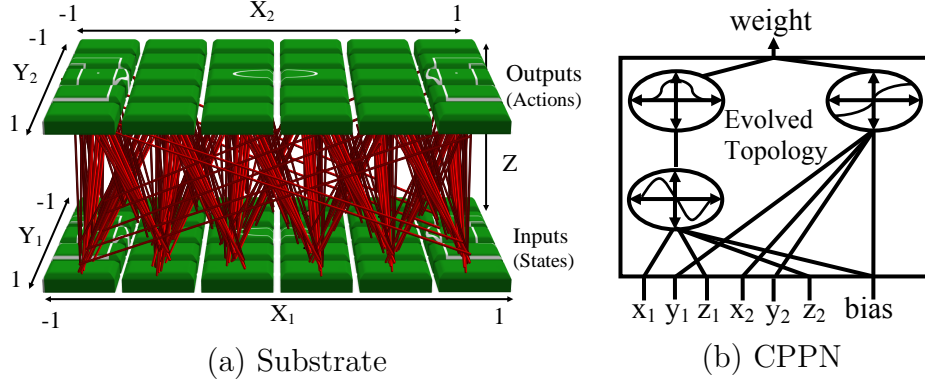 -1
X₂
1
-1
Y₂
1
Outputs
(Actions)
Z
-1
Y₁
1
Inputs
(States)
-1
X₁
1
(a) Substrate
weight
Evolved
Topology
x₁ y₁ z₁ x₂ y₂ z₂ bias
(b) CPPN